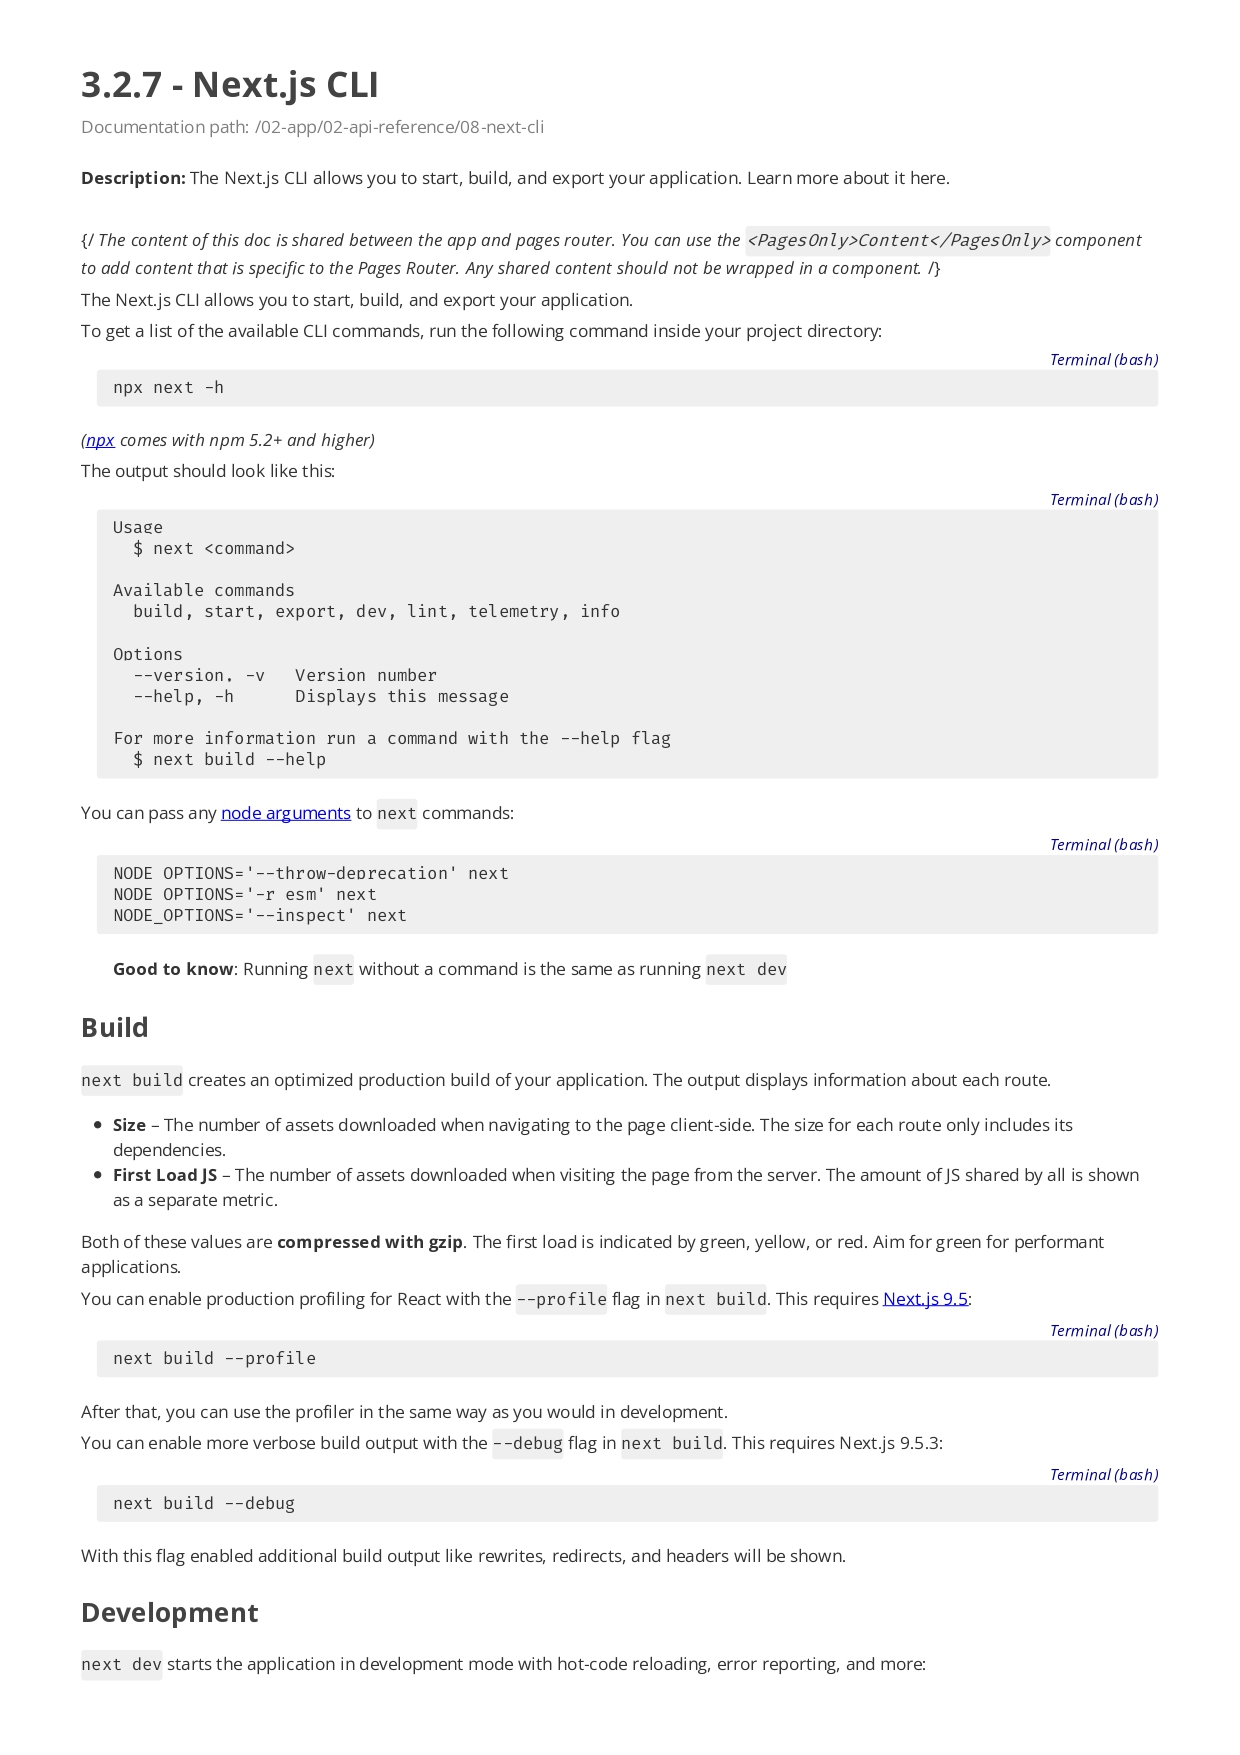 3.2.7 - Next.js CLI
Documentation path: /02-app/02-api-reference/08-next-cli
Description: The Next.js CLI allows you to start, build, and export your application. Learn more about it here.
{/ The content of this doc is shared between the app and pages router. You can use the <PagesOnly>Content</PagesOnly> component
to add content that is specific to the Pages Router. Any shared content should not be wrapped in a component. /}
The Next.js CLI allows you to start, build, and export your application.
To get a list of the available CLI commands, run the following command inside your project directory:
Terminal (bash)
npx next -h
(npx comes with npm 5.2+ and higher)
The output should look like this:
Terminal (bash)
Usage
  $ next <command>
Available commands
  build, start, export, dev, lint, telemetry, info
Options
  --version, -v   Version number
  --help, -h      Displays this message
For more information run a command with the --help flag
  $ next build --help
You can pass any node arguments to next commands:
Terminal (bash)
NODE_OPTIONS='--throw-deprecation' next
NODE_OPTIONS='-r esm' next
NODE_OPTIONS='--inspect' next
Good to know: Running next without a command is the same as running next dev
Build
next build creates an optimized production build of your application. The output displays information about each route.
• Size – The number of assets downloaded when navigating to the page client-side. The size for each route only includes its
dependencies.
• First Load JS – The number of assets downloaded when visiting the page from the server. The amount of JS shared by all is shown
as a separate metric.
Both of these values are compressed with gzip. The first load is indicated by green, yellow, or red. Aim for green for performant
applications.
You can enable production profiling for React with the --profile flag in next build. This requires Next.js 9.5:
Terminal (bash)
next build --profile
After that, you can use the profiler in the same way as you would in development.
You can enable more verbose build output with the --debug flag in next build. This requires Next.js 9.5.3:
Terminal (bash)
next build --debug
With this flag enabled additional build output like rewrites, redirects, and headers will be shown.
Development
next dev starts the application in development mode with hot-code reloading, error reporting, and more: